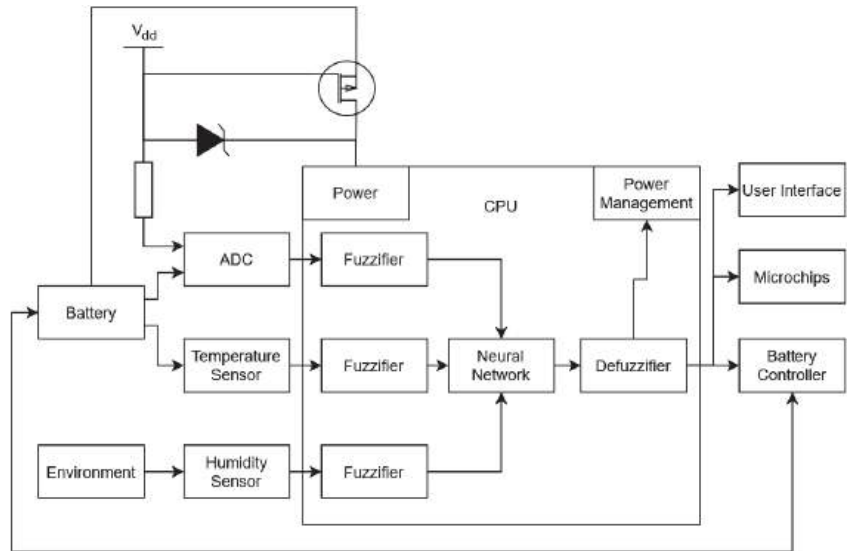 Vdd
Power
CPU
Power
Management
User Interface
ADC
Fuzzifier
Microchips
Battery
Temperature
Sensor
Fuzzifier
Neural
Network
Defuzzifier
Battery
Controller
Environment
Humidity
Sensor
Fuzzifier